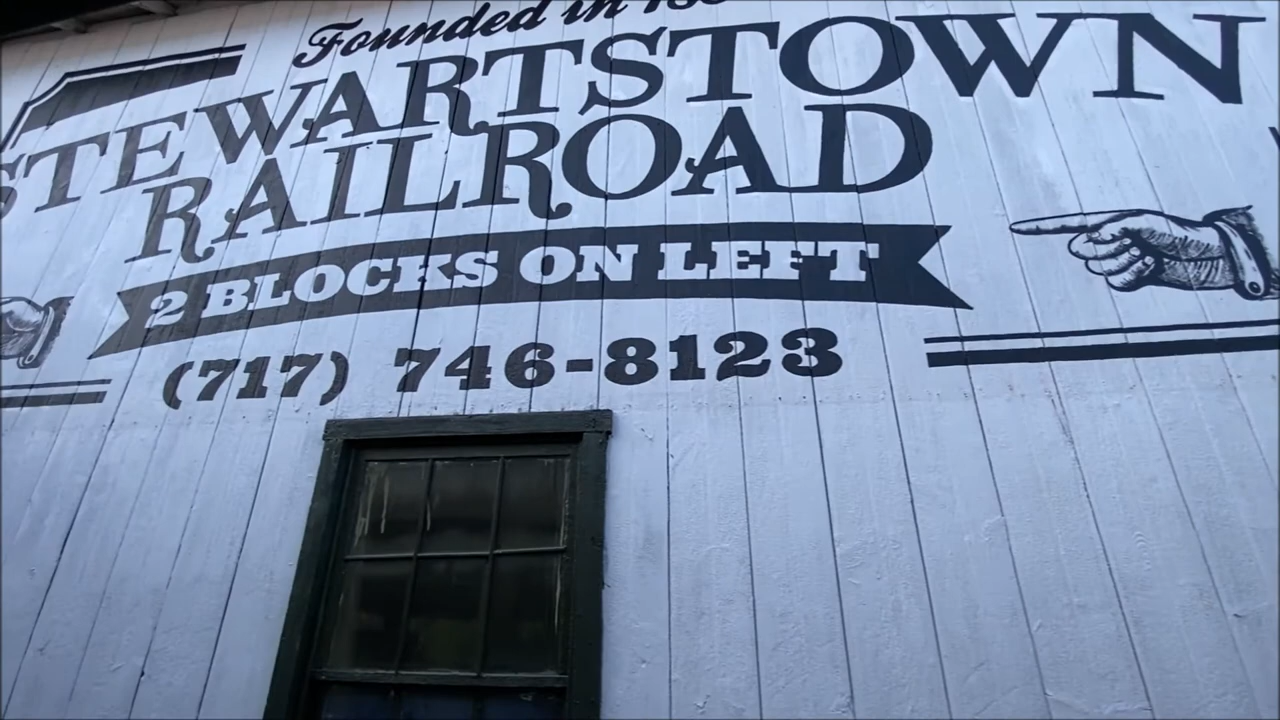 Founded in
STEWARTSTOWN
RAILROAD
2 BLOCKS ON LEFT
(717) 746-8123